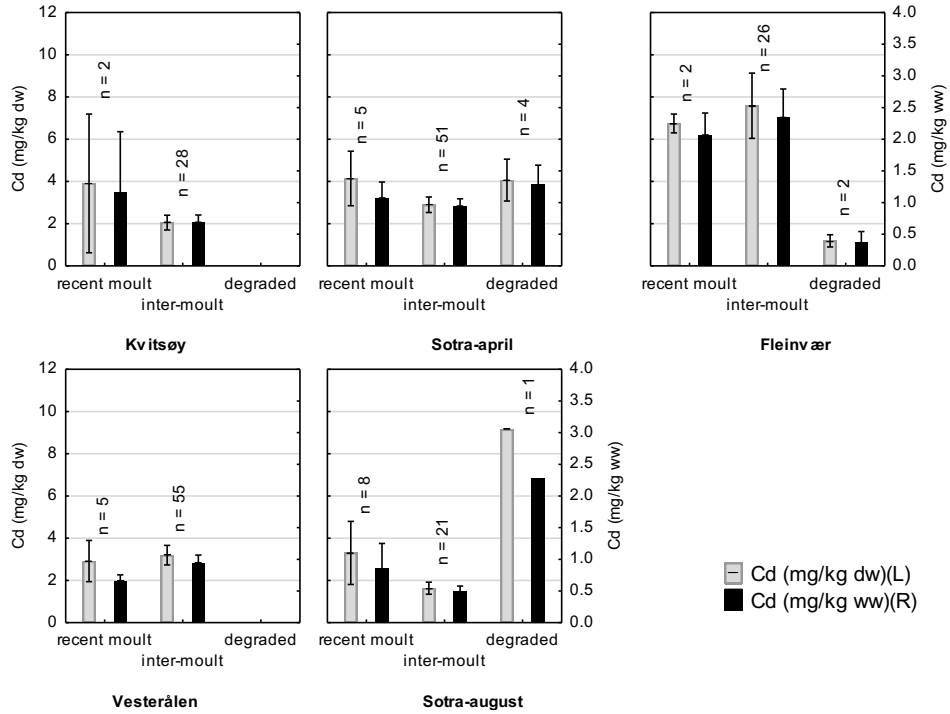 12
10
8
6
4
2
0
Cd (mg/kg dw)
n = 2
n = 28
recent moult
inter-moult
degraded
Kvitsøy
n = 5
n = 51
n = 4
recent moult
inter-moult
degraded
Sotra-april
n = 2
n = 26
n = 2
4.0
3.5
3.0
2.5
2.0
1.5
1.0
0.5
0.0
Cd (mg/kg ww)
recent moult
inter-moult
degraded
Fleinvær
12
10
8
6
4
2
0
Cd (mg/kg dw)
n = 5
n = 55
recent moult
inter-moult
degraded
Vesterålen
n = 8
n = 21
n = 1
4.0
3.5
3.0
2.5
2.0
1.5
1.0
0.5
0.0
Cd (mg/kg ww)
recent moult
inter-moult
degraded
Sotra-august
Cd (mg/kg dw)(L)
Cd (mg/kg ww)(R)